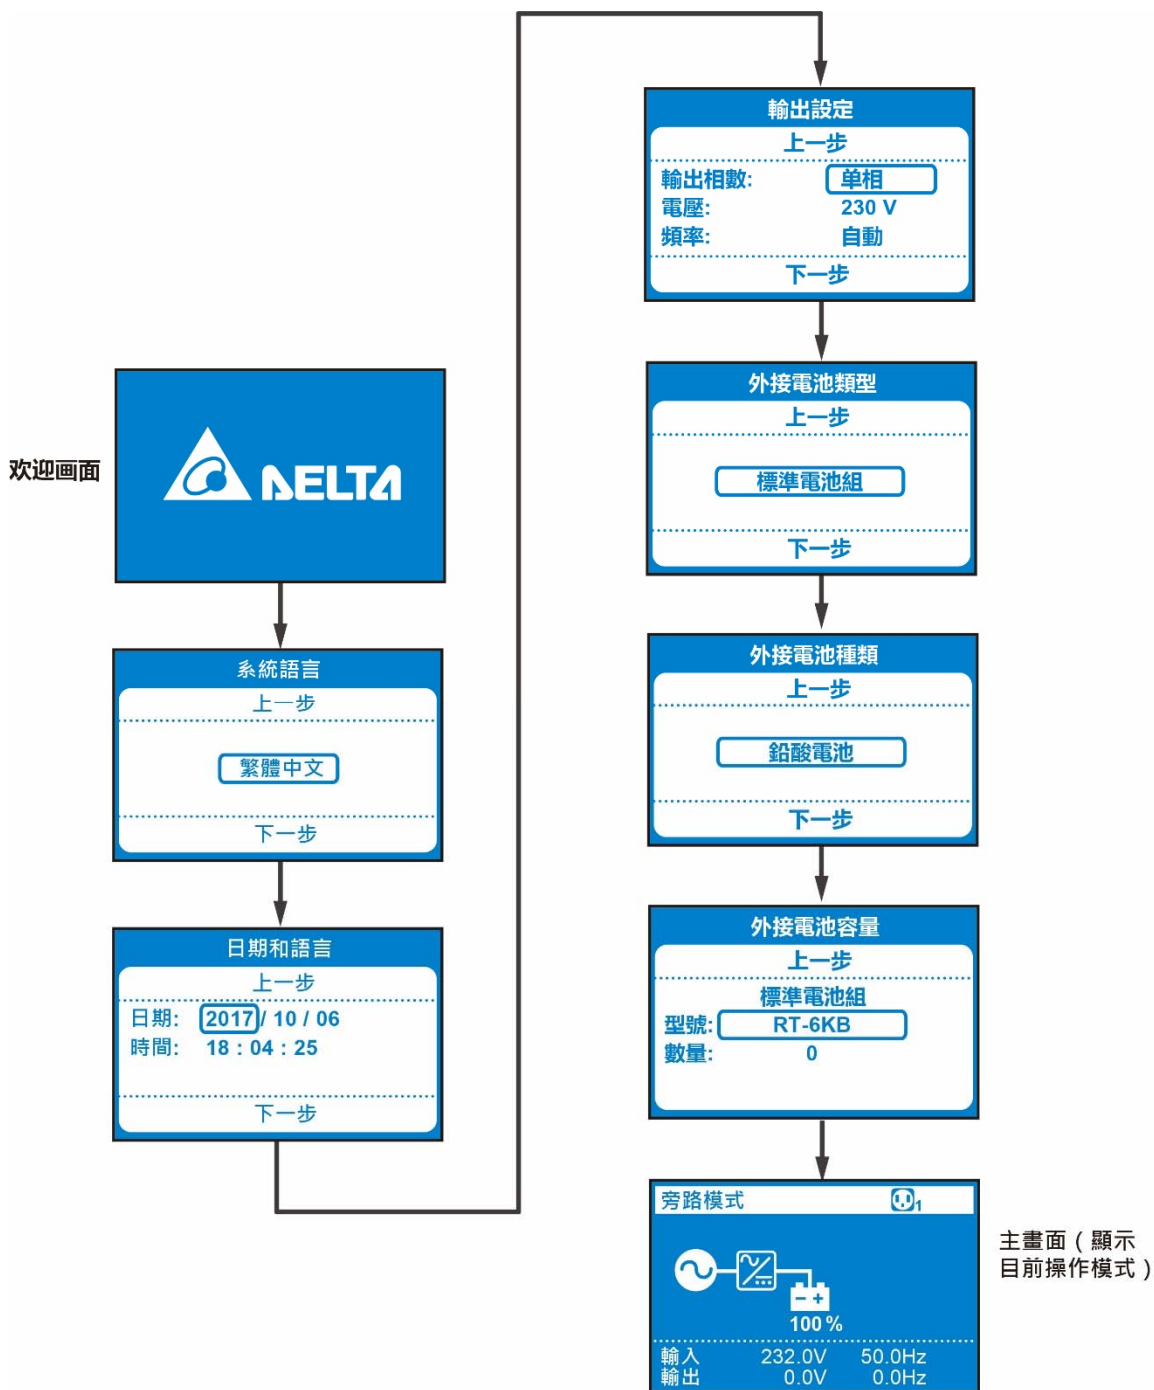 欢迎画面
DELTA
系統語言
上一步
繁體中文
下一步
日期和語言
上一步
日期: 2017 / 10 / 06
時間: 18 : 04 : 25
下一步
輸出設定
上一步
輸出相數: 单相
電壓: 230 V
頻率: 自動
下一步
外接電池類型
上一步
標準電池組
下一步
外接電池種類
上一步
鉛酸電池
下一步
外接電池容量
上一步
標準電池組
型號: RT-6KB
數量: 0
旁路模式 1
100%
輸入 232.0V 50.0Hz
輸出 0.0V 0.0Hz
主畫面(顯示
目前操作模式)